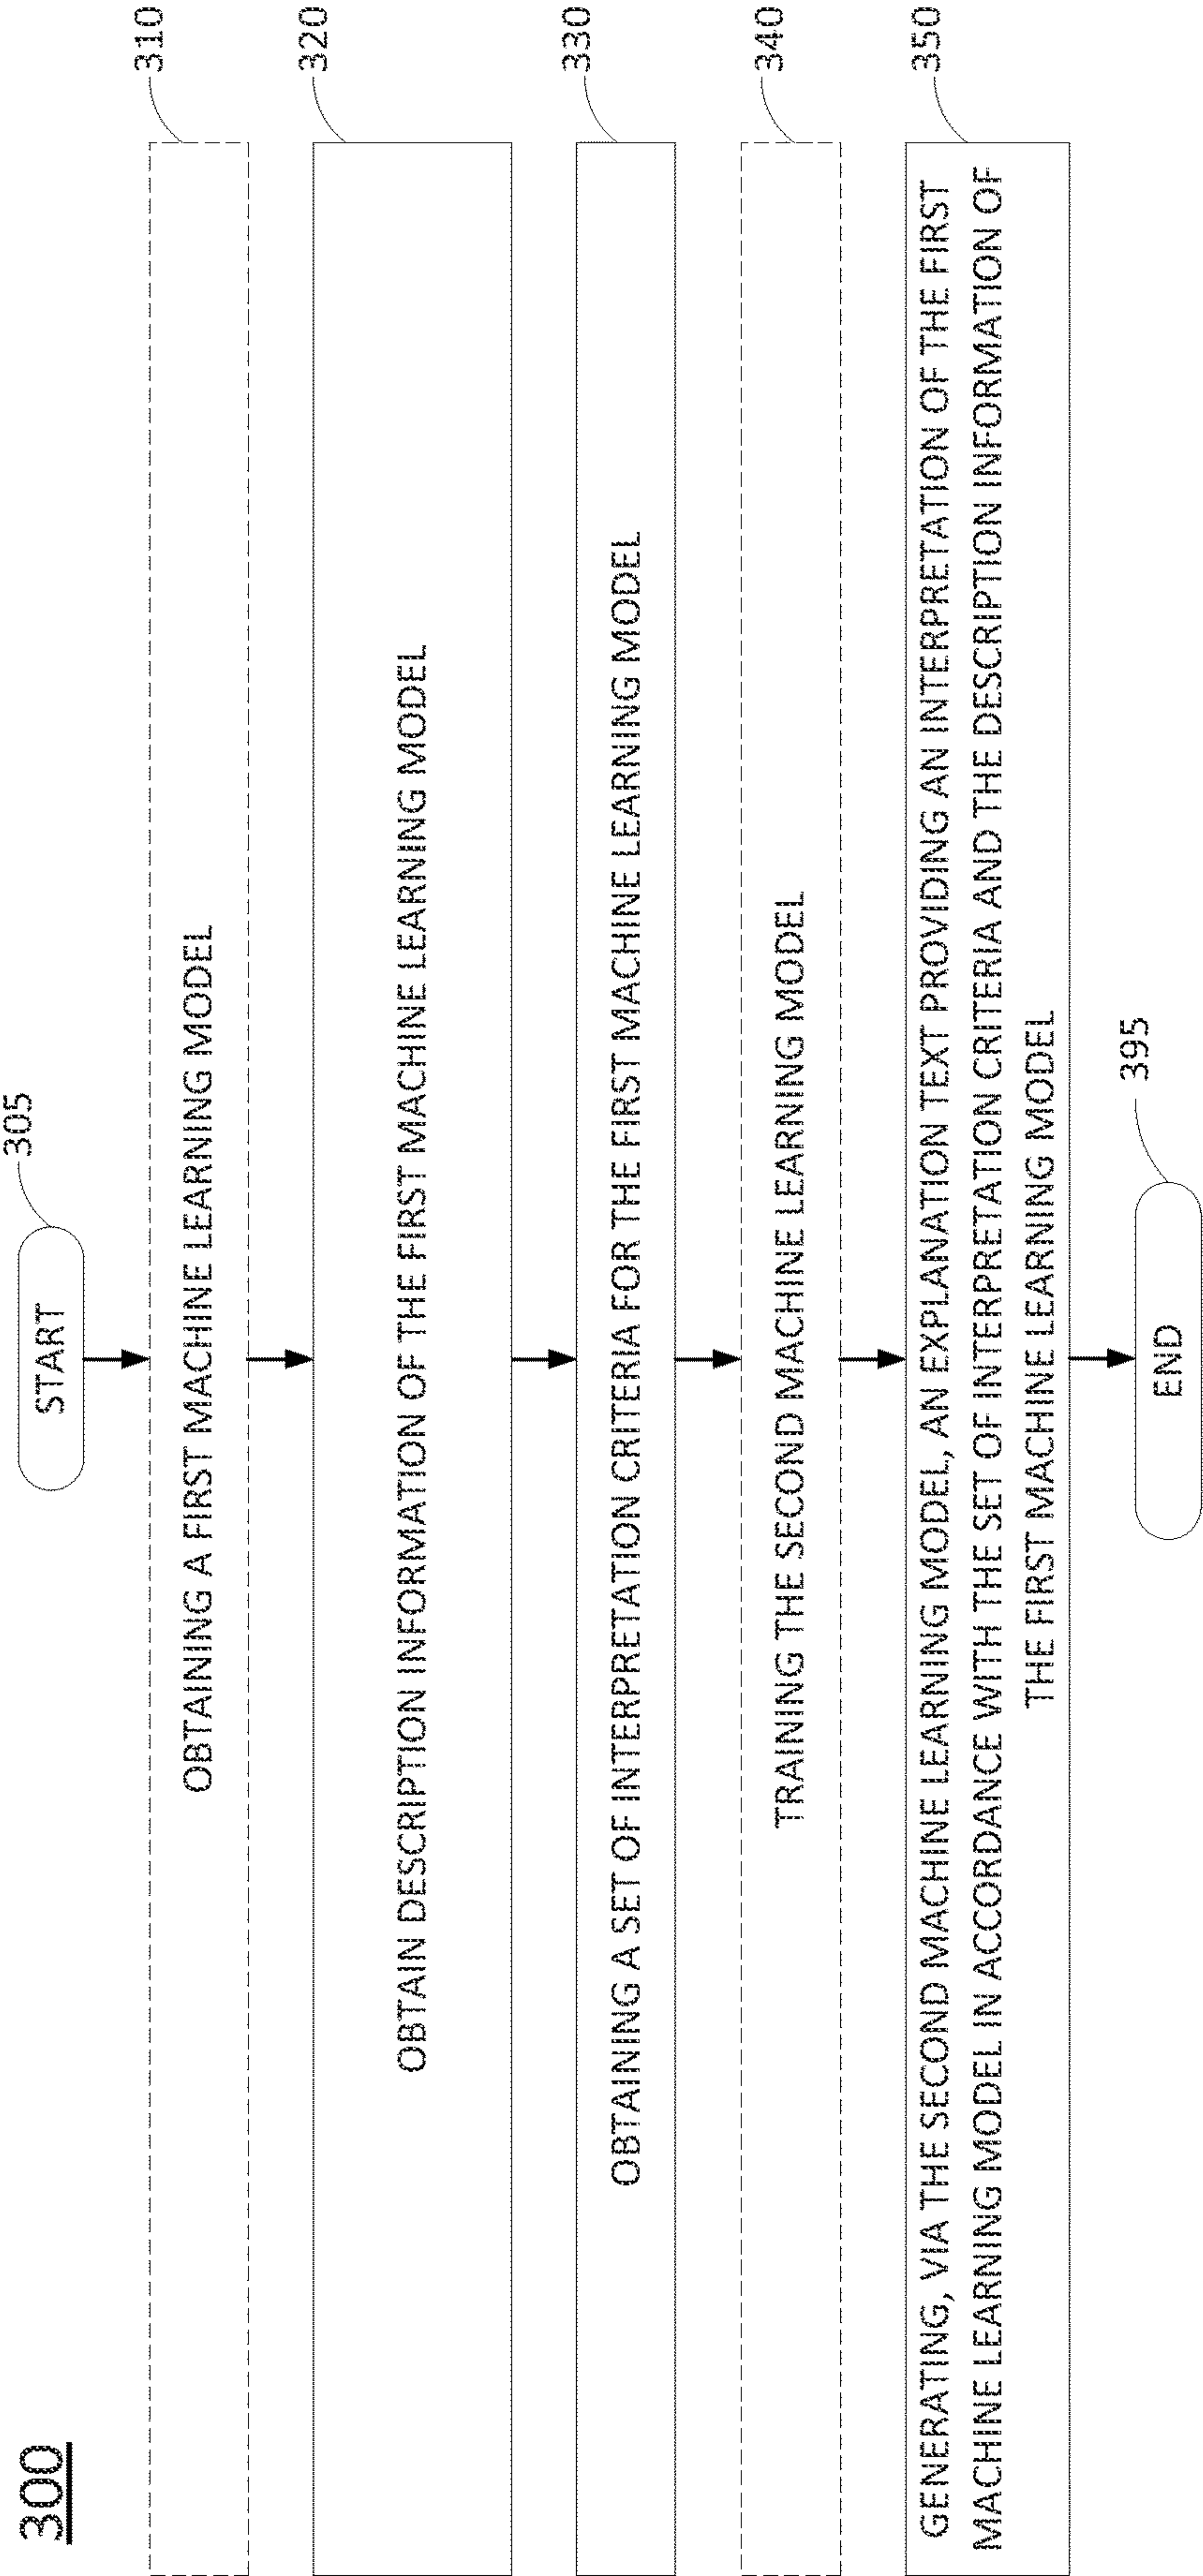 300
START
305
OBTAINING A FIRST MACHINE LEARNING MODEL
310
OBTAIN DESCRIPTION INFORMATION OF THE FIRST MACHINE LEARNING MODEL
320
OBTAINING A SET OF INTERPRETATION CRITERIA FOR THE FIRST MACHINE LEARNING MODEL
330
TRAINING THE SECOND MACHINE LEARNING MODEL
340
GENERATING, VIA THE SECOND MACHINE LEARNING MODEL, AN EXPLANATION TEXT PROVIDING AN INTERPRETATION OF THE FIRST
MACHINE LEARNING MODEL IN ACCORDANCE WITH THE SET OF INTERPRETATION CRITERIA AND THE DESCRIPTION INFORMATION OF
THE FIRST MACHINE LEARNING MODEL
350
END
395